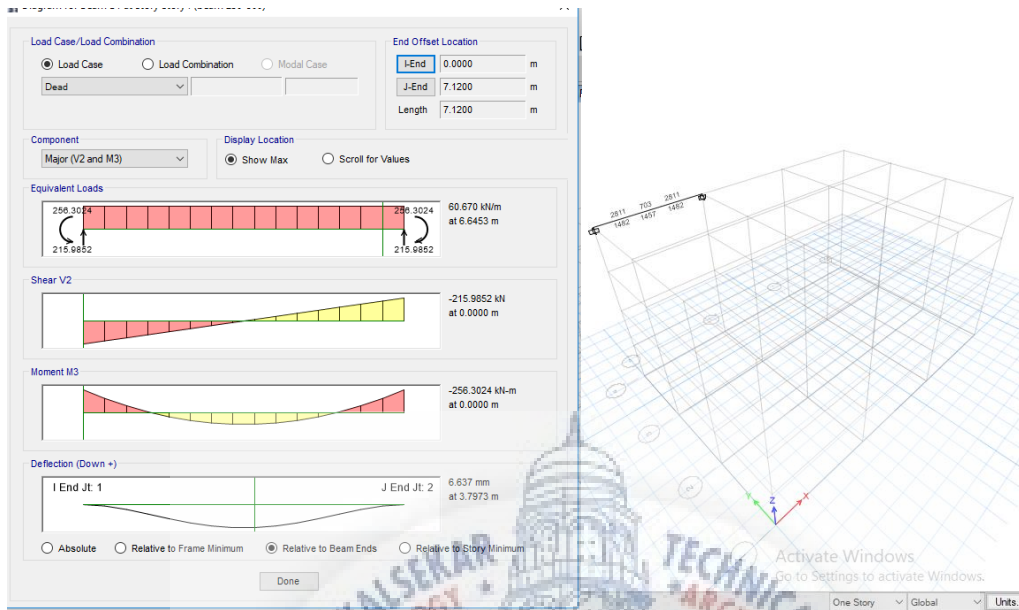 Load Case/Load Combination
Load Case
Load Combination
Modal Case
Dead
End Offset Location
I-End 0.0000 m
J-End 7.1200 m
Length 7.1200 m
Component
Major (V2 and M3)
Display Location
Show Max
Scroll for Values
Equivalent Loads
256.3024
256.3024
215.9852
215.9852
60.670 kN/m
at 6.6453 m
Shear V2
-215.9852 kN
at 0.0000 m
Moment M3
-256.3024 kN-m
at 0.0000 m
Deflection (Down +)
I End Jt: 1
J End Jt: 2
6.637 mm
at 3.7973 m
Absolute
Relative to Frame Minimum
Relative to Beam Ends
Relative to Story Minimum
Done
2811 703 2811
1482 1457 1482
Y
Z
X
KALSEKAR
TECHNIC
Activate Windows
Go to Settings to activate Windows.
One Story
Global
Units.